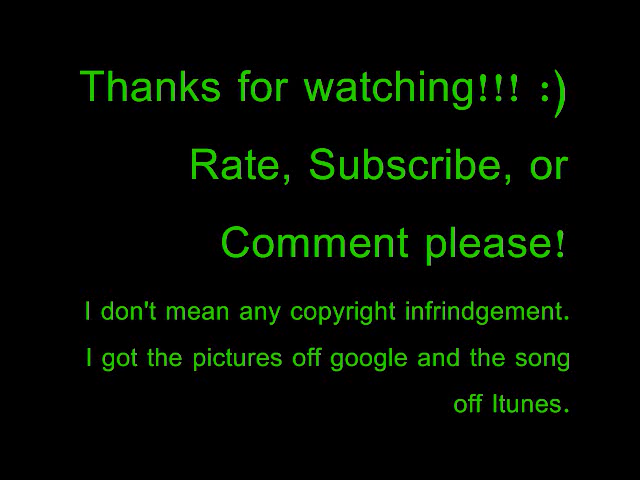 Thanks for watching!!! :)
Rate, Subscribe, or
Comment please!
I don't mean any copyright infrindgement.
I got the pictures off google and the song
off Itunes.